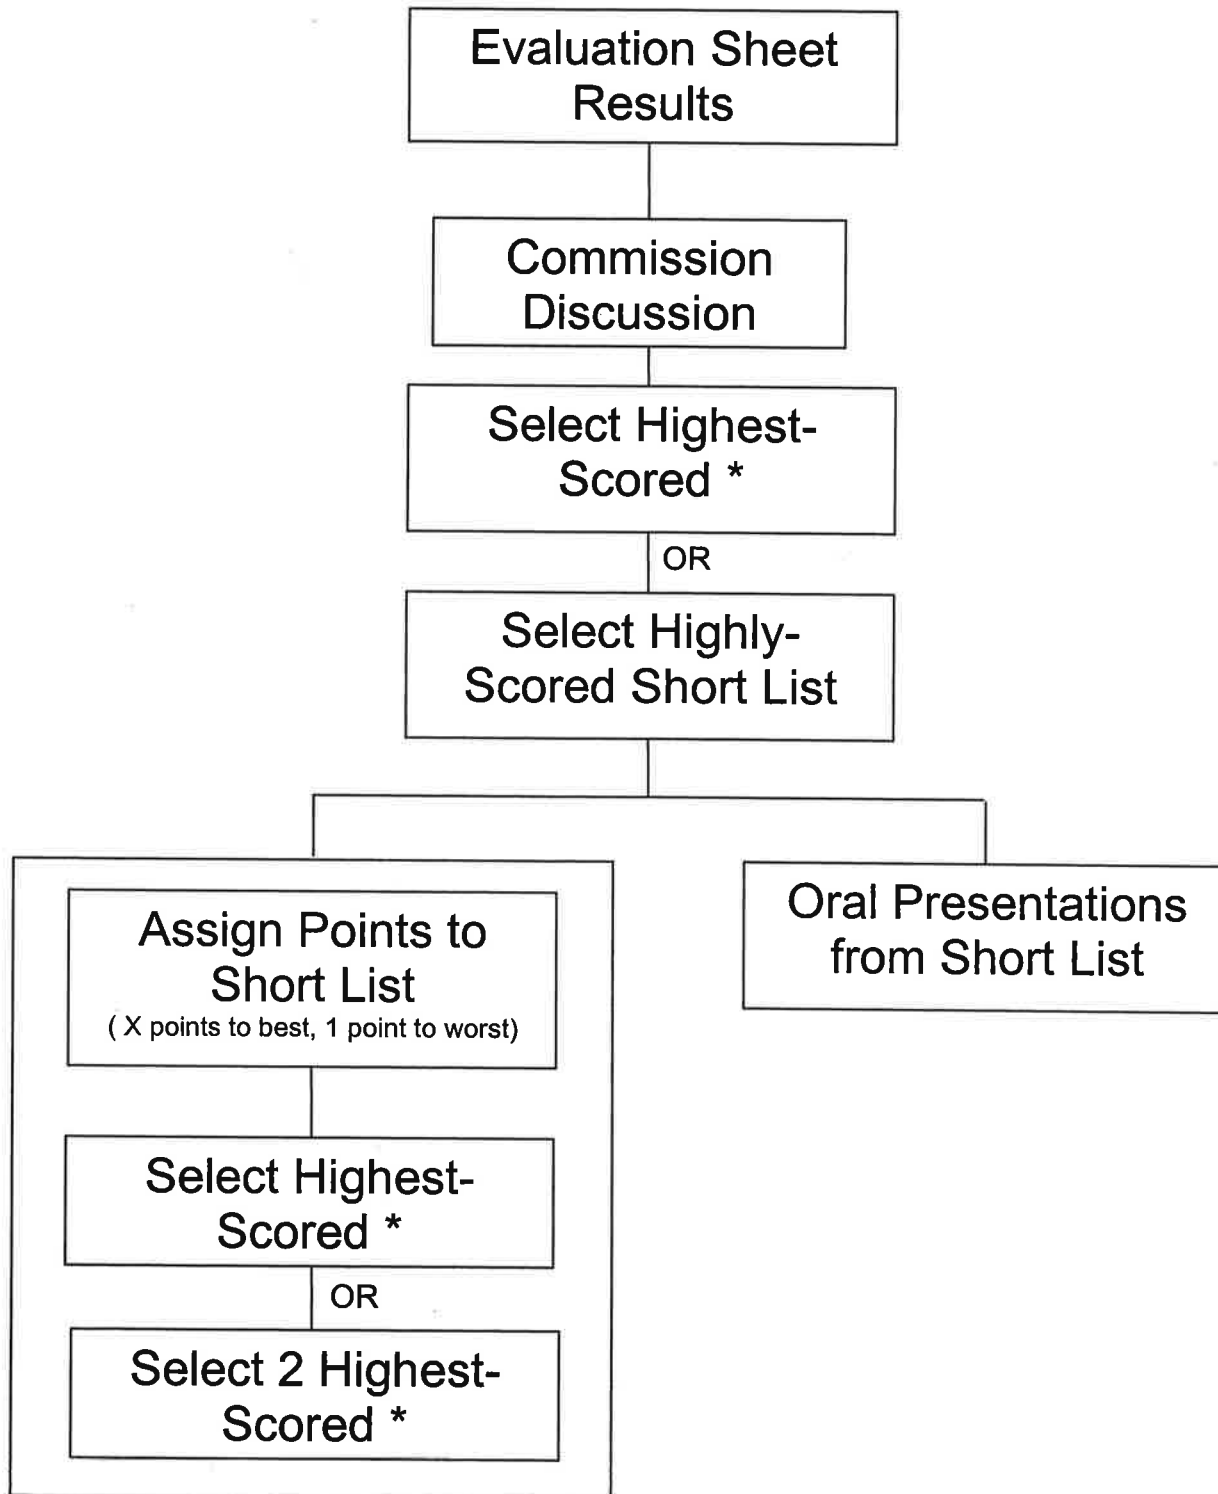 Evaluation Sheet
Results
Commission
Discussion
Select Highest-
Scored *
OR
Select Highly-
Scored Short List
Assign Points to
Short List
( X points to best, 1 point to worst)
Select Highest-
Scored *
OR
Select 2 Highest-
Scored *
Oral Presentations
from Short List